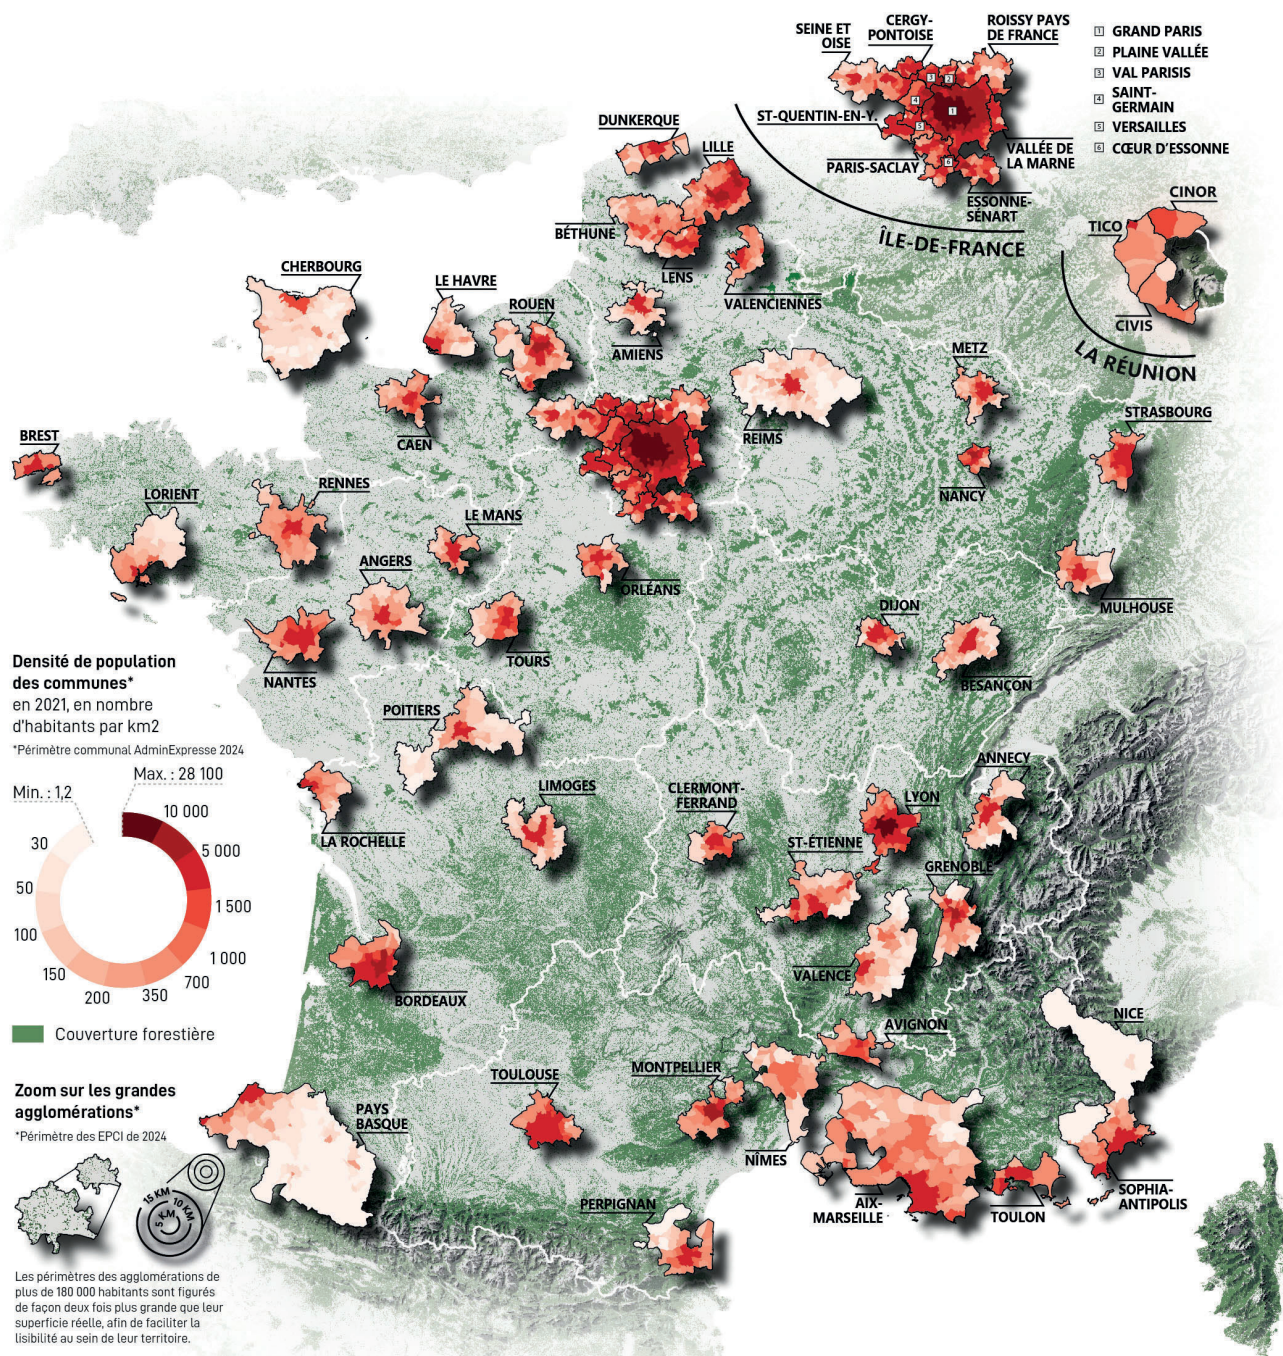 SEINE ET
OISE
CERGY-
PONTOISE
ROISSY PAYS
DE FRANCE
1 GRAND PARIS
2 PLAINE VALLÉE
3 VAL PARISIS
4 SAINT-
GERMAIN
5 VERSAILLES
6 CŒUR D'ESSONNE
3
2
4
1
5
6
ST-QUENTIN-EN-Y.
PARIS-SACLAY
VALLÉE DE
LA MARNE
ESSONNE-
SÉNART
ÎLE-DE-FRANCE
DUNKERQUE
LILLE
BÉTHUNE
LENS
VALENCIENNES
CINOR
TICO
CIVIS
LA RÉUNION
CHERBOURG
LE HAVRE
ROUEN
AMIENS
METZ
CAEN
REIMS
STRASBOURG
BREST
NANCY
LORIENT
RENNES
LE MANS
ANGERS
ORLÉANS
MULHOUSE
DIJON
NANTES
TOURS
BESANÇON
POITIERS
Densité de population
des communes*
en 2021, en nombre
d'habitants par km2
*Périmètre communal AdminExpresse 2024
Max. : 28 100
Min. : 1,2
10 000
5 000
1 500
1 000
700
350
200
150
100
50
30
Couverture forestière
ANNECY
LIMOGES
CLERMONT-
FERRAND
LYON
LA ROCHELLE
ST-ÉTIENNE
GRENOBLE
VALENCE
BORDEAUX
AVIGNON
NICE
MONTPELLIER
TOULOUSE
PAYS
BASQUE
NÎMES
AIX-
MARSEILLE
TOULON
SOPHIA-
ANTIPOLIS
PERPIGNAN
Zoom sur les grandes
agglomérations*
*Périmètre des EPCI de 2024
15 KM
10 KM
5 KM
Les périmètres des agglomérations de
plus de 180 000 habitants sont figurés
de façon deux fois plus grande que leur
superficie réelle, afin de faciliter la
lisibilité au sein de leur territoire.